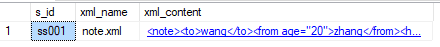 s_id xml_name xml_content
1 ss001 note.xml <note><to>wang</to><from age="20">zhang</from><h...